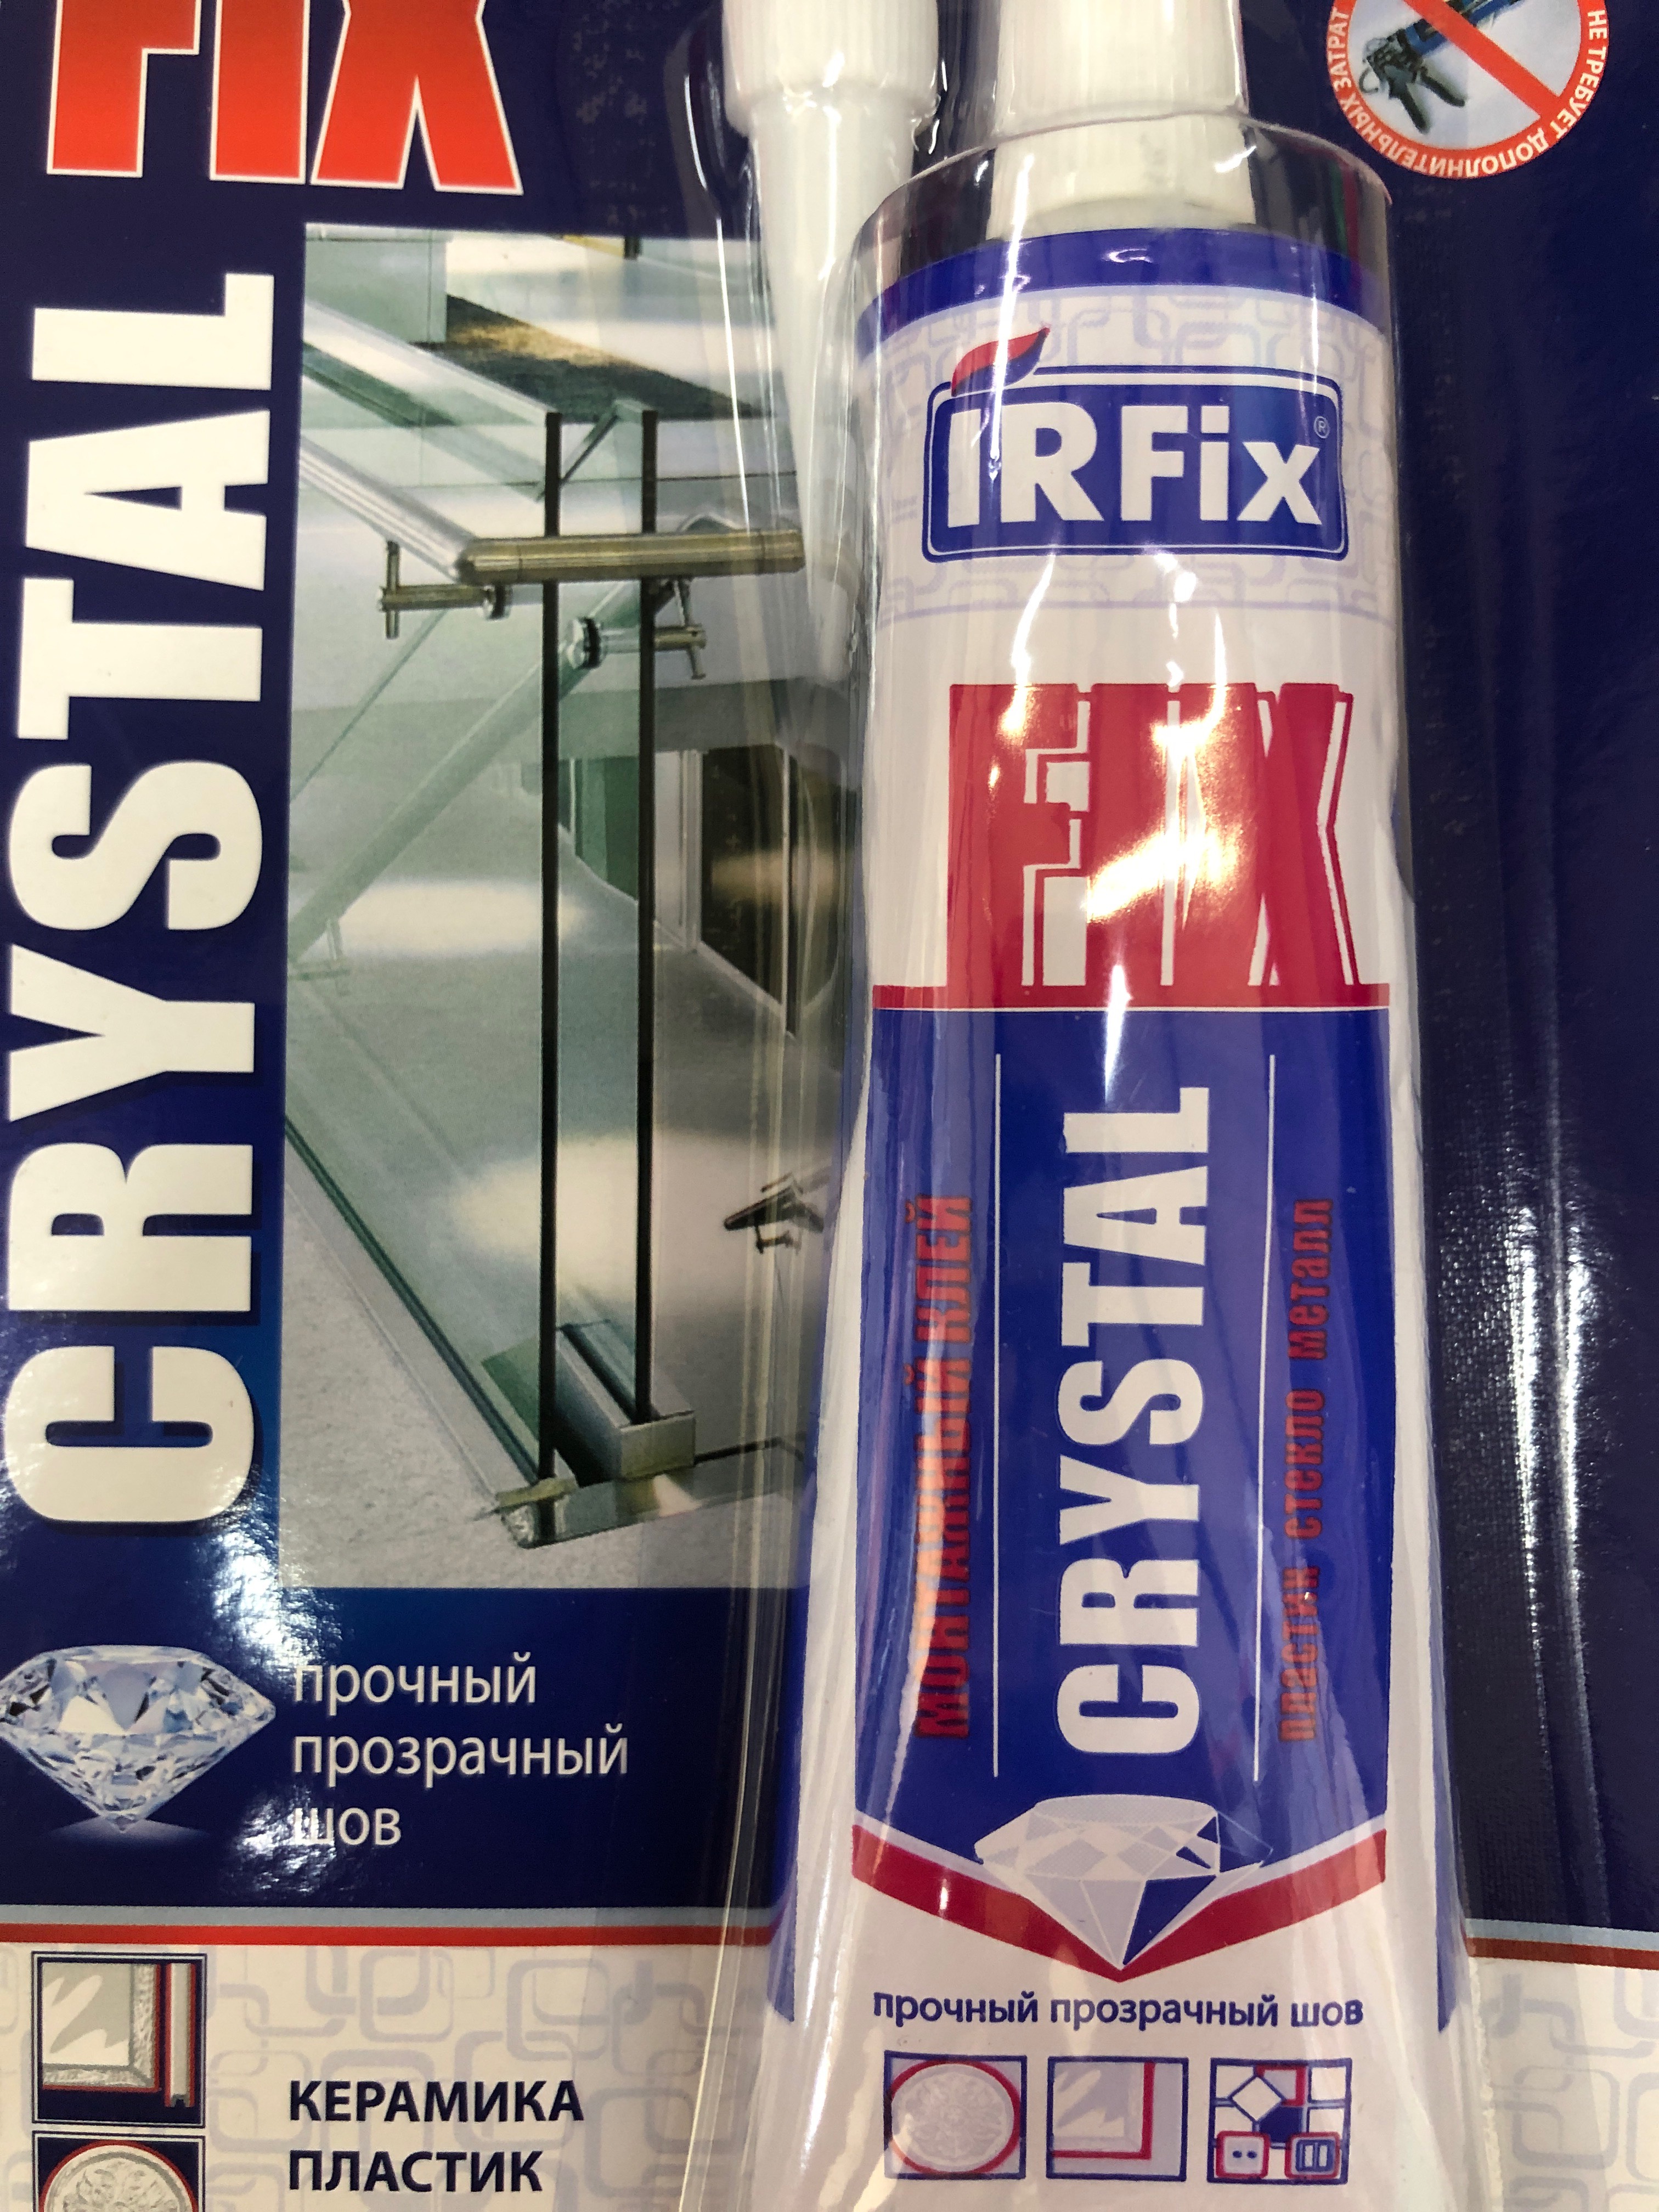 FIX
CRYSTAL
прочный
прозрачный
шов
КЕРАМИКА
ПЛАСТИК
НЕ ТРЕБУЕТ ДОПОЛНИТЕЛЬНЫХ ЗАТРАТ
IRFix®
FIX
МОНТАЖНЫЙ КЛЕЙ
CRYSTAL
пластик стекло металл
прочный прозрачный шов